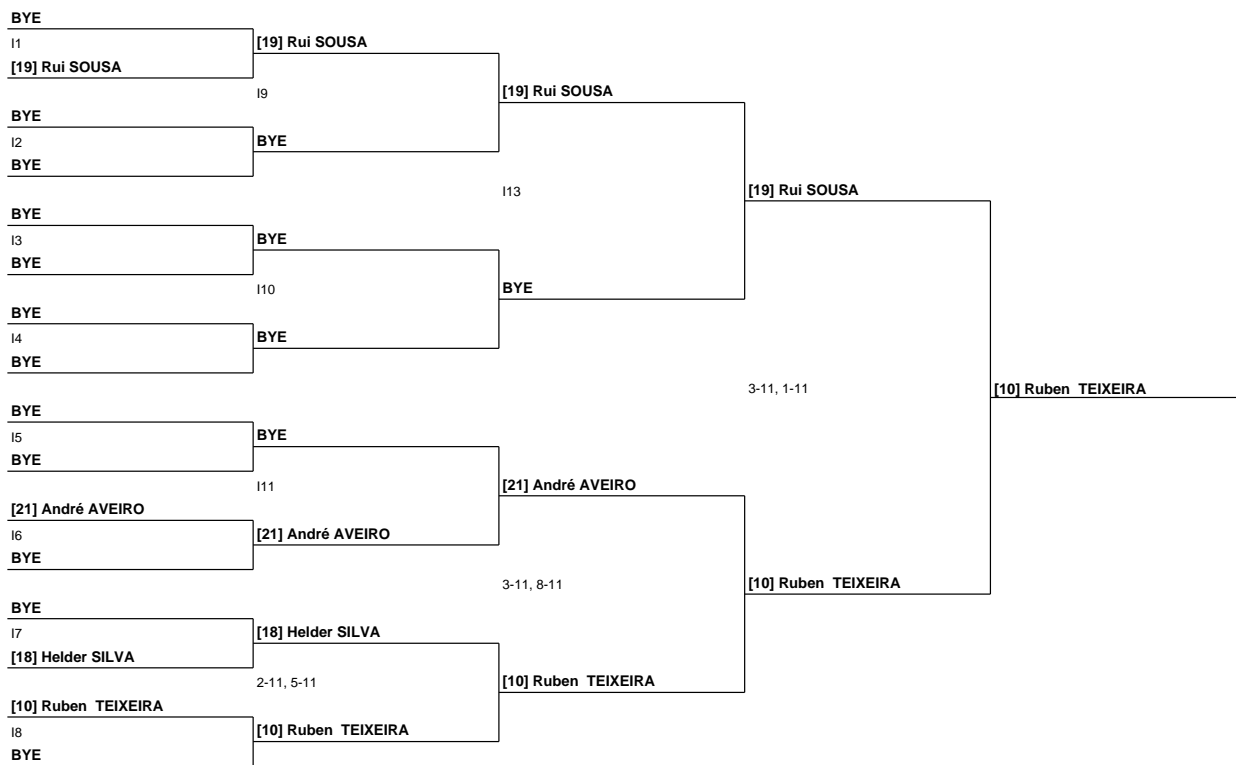 BYE
I1
[19] Rui SOUSA
[19] Rui SOUSA
I9
[19] Rui SOUSA
BYE
I2
BYE
BYE
I13
[19] Rui SOUSA
BYE
I3
BYE
BYE
I10
BYE
BYE
I4
BYE
BYE
3-11, 1-11
[10] Ruben TEIXEIRA
BYE
I5
BYE
BYE
I11
[21] André AVEIRO
[21] André AVEIRO
I6
BYE
[21] André AVEIRO
3-11, 8-11
[10] Ruben TEIXEIRA
BYE
I7
[18] Helder SILVA
[18] Helder SILVA
2-11, 5-11
[10] Ruben TEIXEIRA
[10] Ruben TEIXEIRA
I8
BYE
[10] Ruben TEIXEIRA